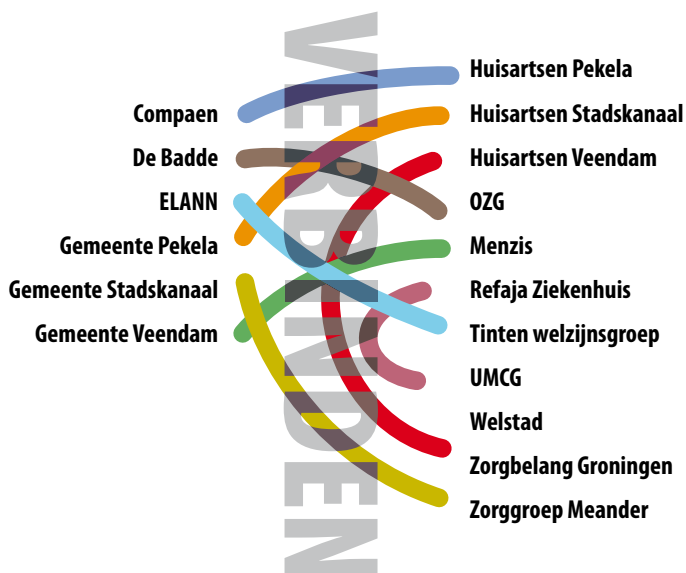 VERBINDEN
Compaen
De Badde
ELANN
Gemeente Pekela
Gemeente Stadskanaal
Gemeente Veendam
Huisartsen Pekela
Huisartsen Stadskanaal
Huisartsen Veendam
OZG
Menzis
Refaja Ziekenhuis
Tinten welzijnsgroep
UMCG
Welstad
Zorgbelang Groningen
Zorggroep Meander